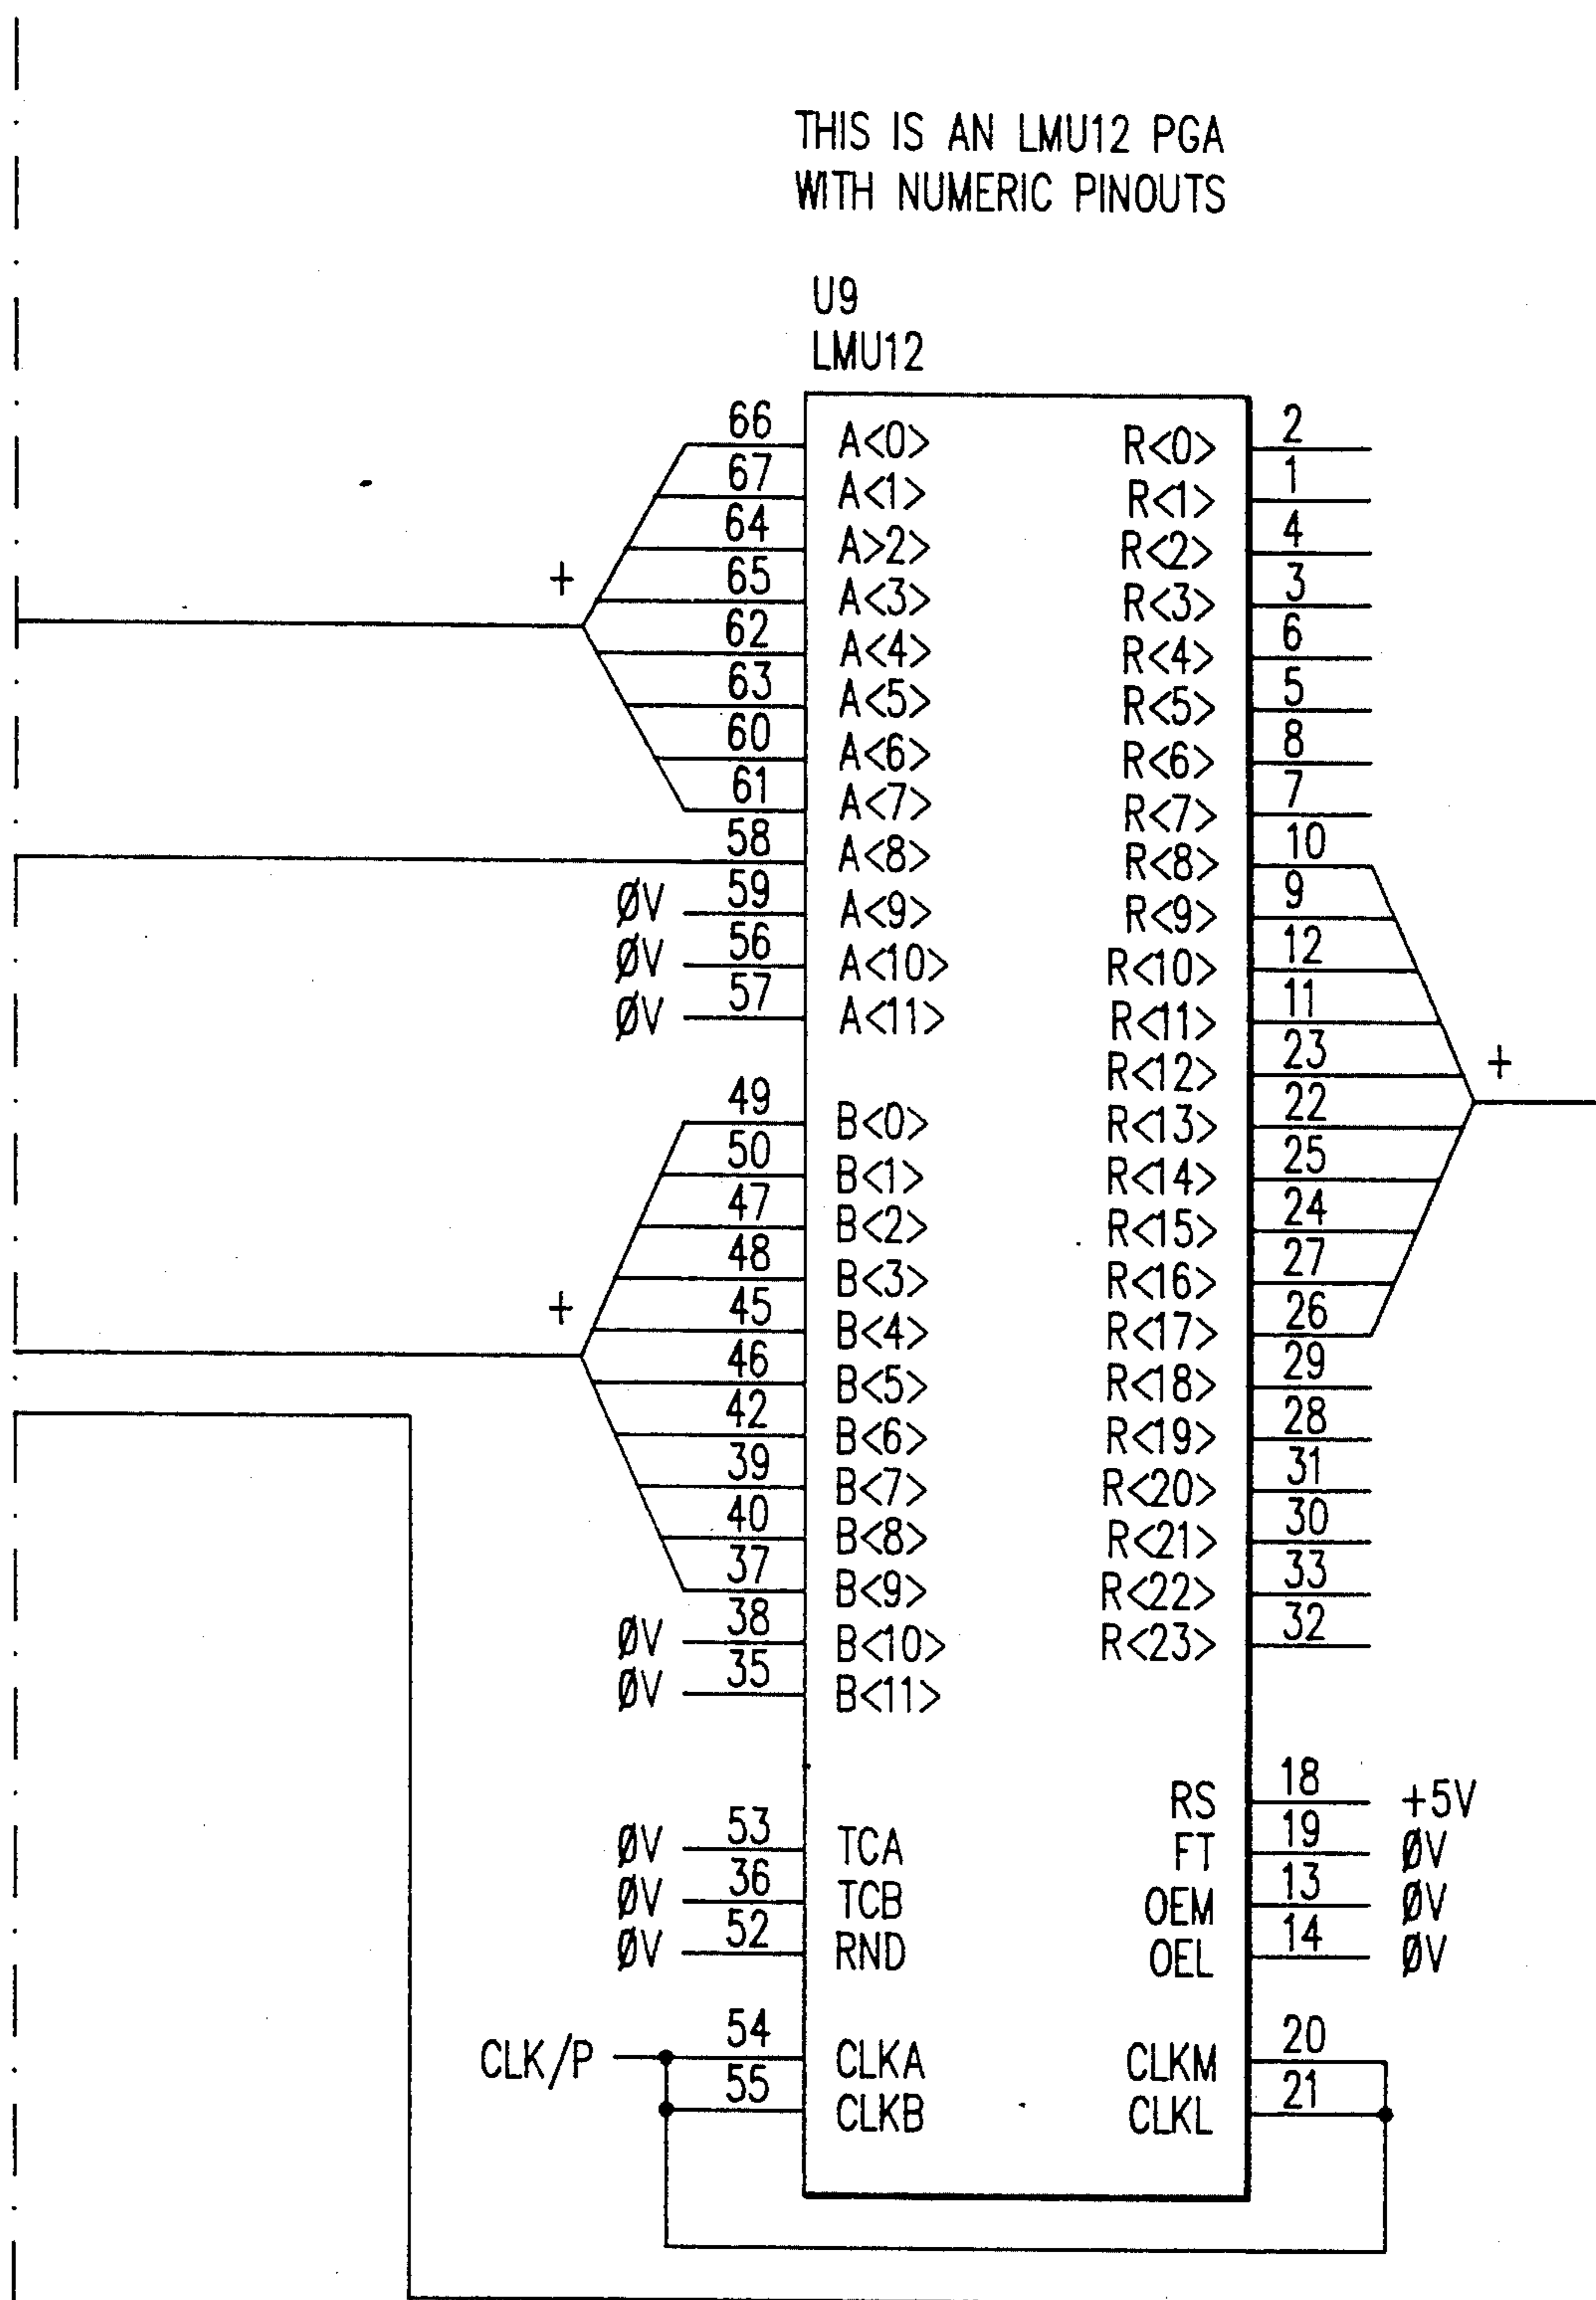 THIS IS AN LMU12 PGA
WITH NUMERIC PINOUTS
U9
LMU12
66 A<0> R<0> 2
67 A<1> R<1> 1
64 A>2> R<2> 4
+ 65 A<3> R<3> 3
62 A<4> R<4> 6
63 A<5> R<5> 5
60 A<6> R<6> 8
61 A<7> R<7> 7
58 A<8> R<8> 10
ØV 59 A<9> R<9> 9
ØV 56 A<10> R<10> 12
ØV 57 A<11> R<11> 11
R<12> 23 +
49 B<0> R<13> 22
50 B<1> R<14> 25
47 B<2> R<15> 24
48 B<3> R<16> 27
+ 45 B<4> R<17> 26
46 B<5> R<18> 29
42 B<6> R<19> 28
39 B<7> R<20> 31
40 B<8> R<21> 30
37 B<9> R<22> 33
ØV 38 B<10> R<23> 32
ØV 35 B<11>
RS 18 +5V
ØV 53 TCA FT 19 ØV
ØV 36 TCB OEM 13 ØV
ØV 52 RND OEL 14 ØV
CLK/P 54 CLKA CLKM 20
55 CLKB CLKL 21